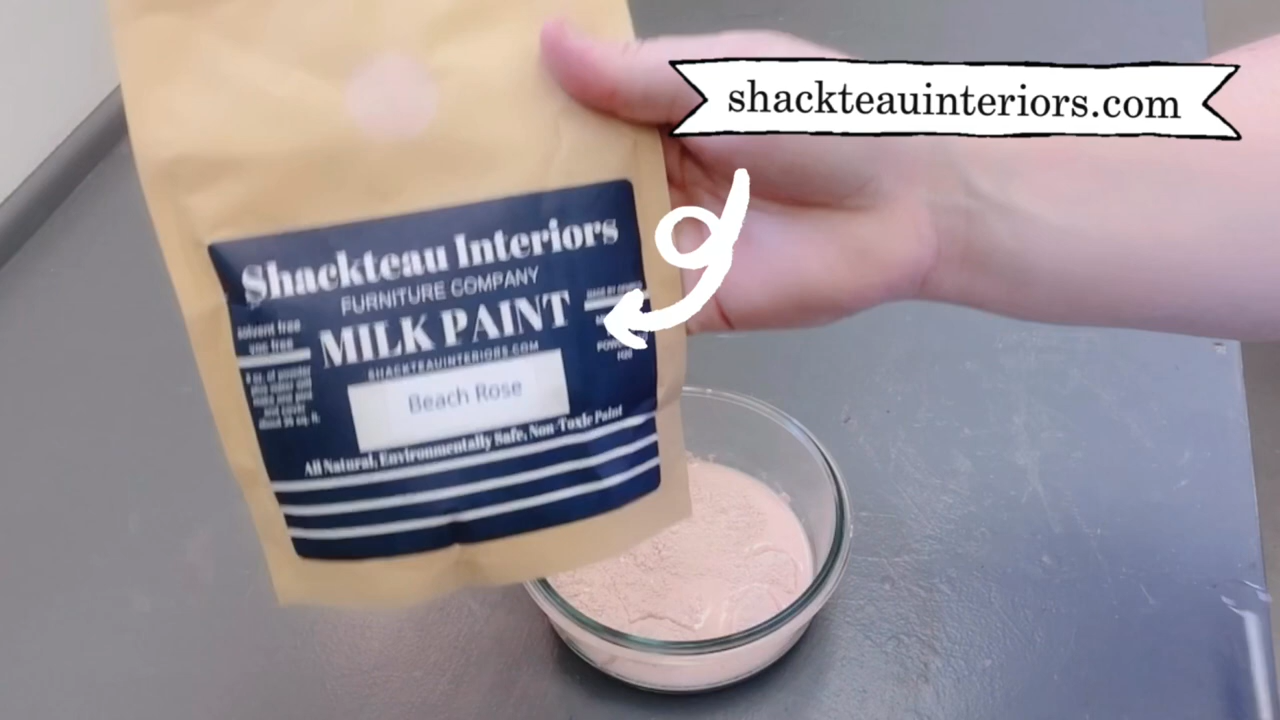 shackteauinteriors.com
Shackteau Interiors
FURNITURE COMPANY
MILK PAINT
SHACKTEAUINTERIORS.COM
Beach Rose
All Natural, Environmentally Safe, Non-Toxic Paint
solvent free
voc free